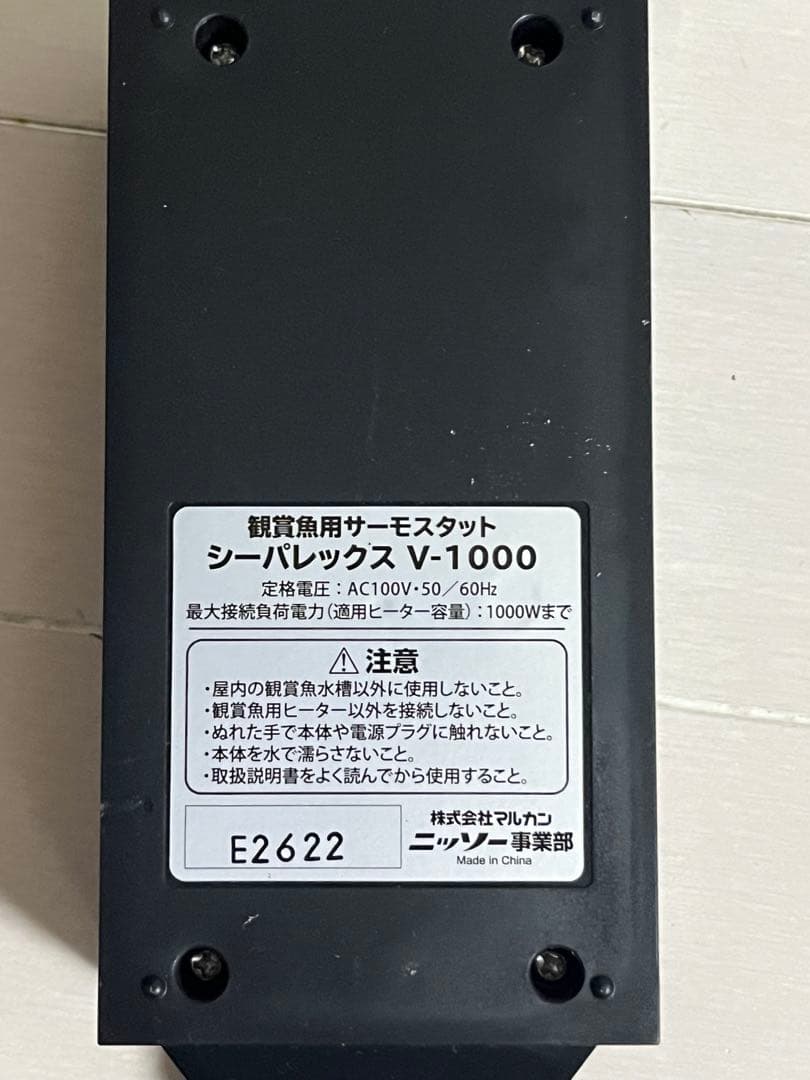 観賞魚用サーモスタット
シーパレックス V-1000
定格電圧：AC100V・50／60Hz
最大接続負荷電力（適用ヒーター容量）：1000Wまで
⚠ 注意
・屋内の観賞魚水槽以外に使用しないこと。
・観賞魚用ヒーター以外を接続しないこと。
・ぬれた手で本体や電源プラグに触れないこと。
・本体を水で濡らさないこと。
・取扱説明書をよく読んでから使用すること。
E2622
株式会社マルカン
ニッソー事業部
Made in China